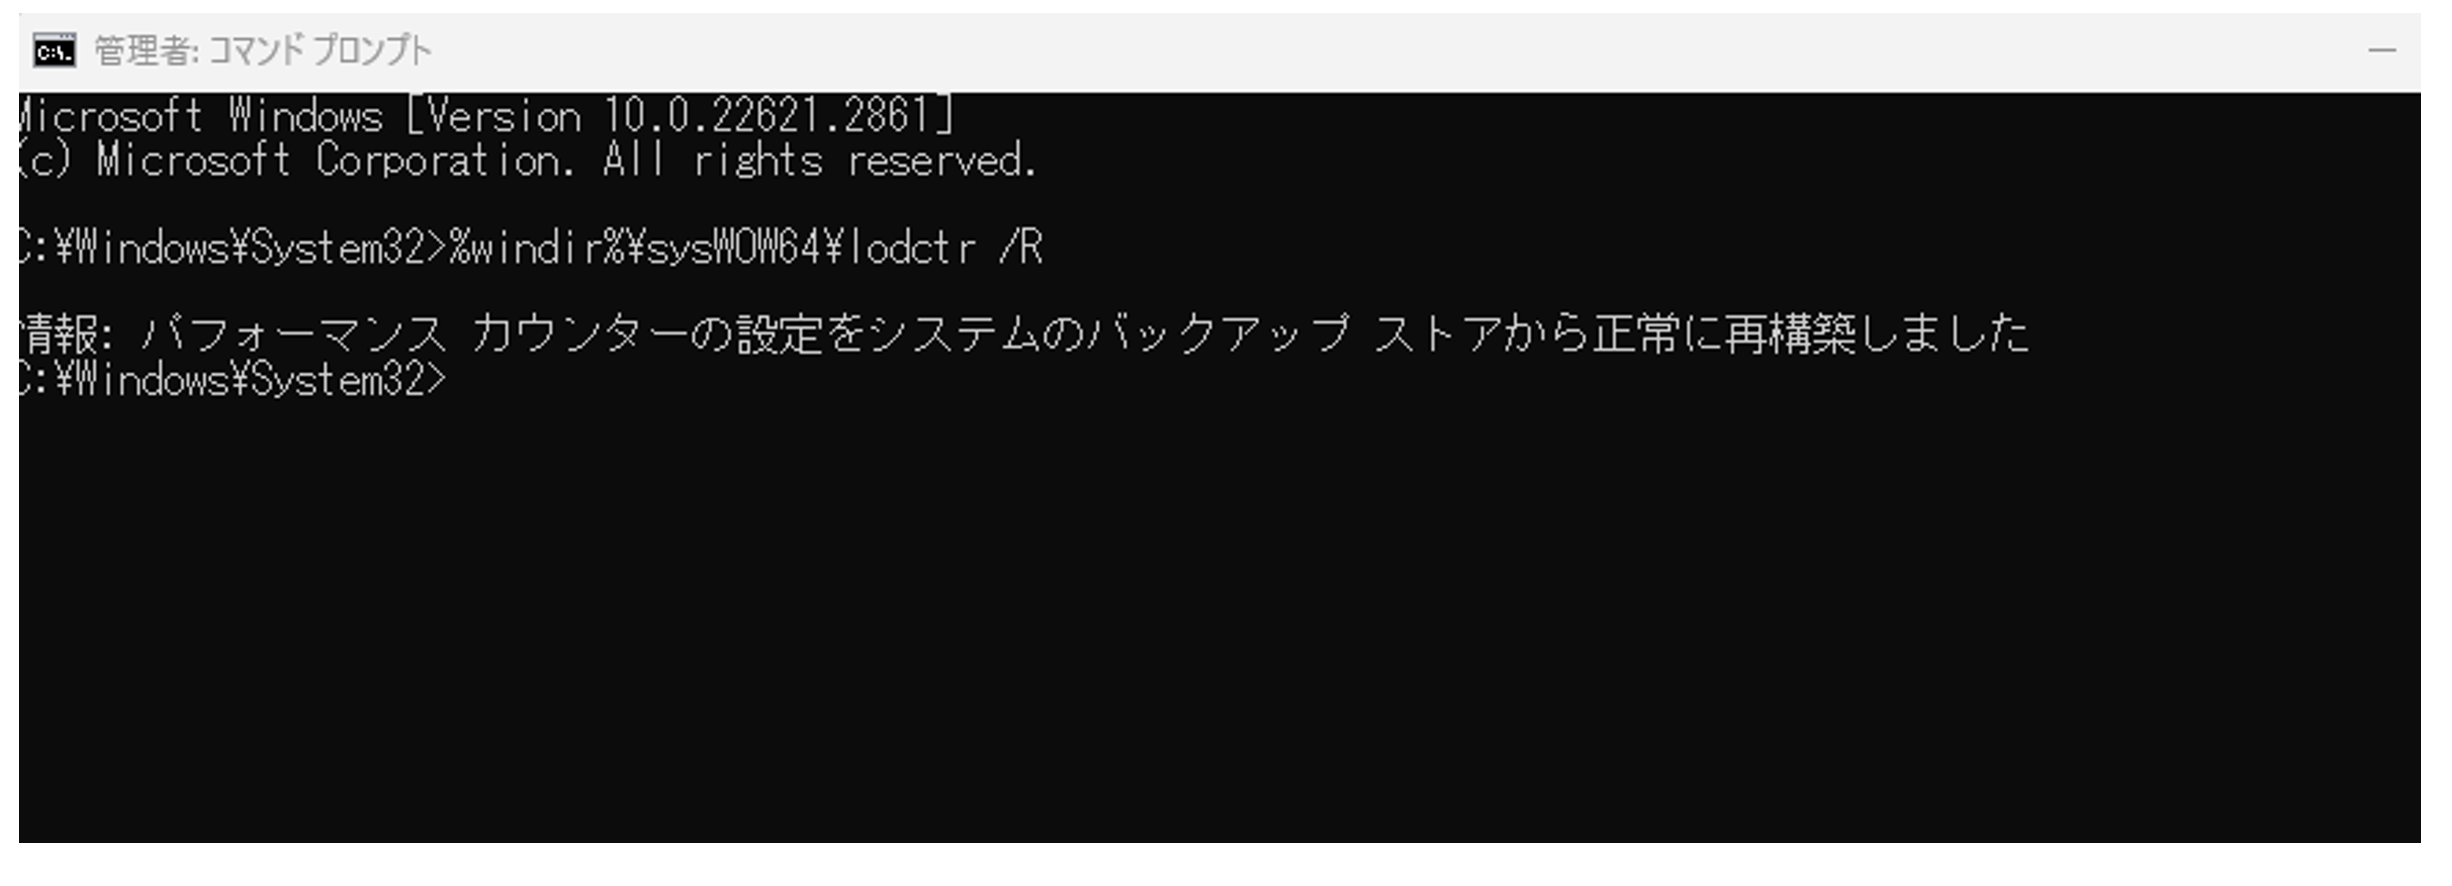 管理者: コマンド プロンプト
Microsoft Windows [Version 10.0.22621.2861]
(c) Microsoft Corporation. All rights reserved.
C:¥Windows¥System32>%windir%¥sysWOW64¥lodctr /R
情報: パフォーマンス カウンターの設定をシステムのバックアップ ストアから正常に再構築しました
C:¥Windows¥System32>